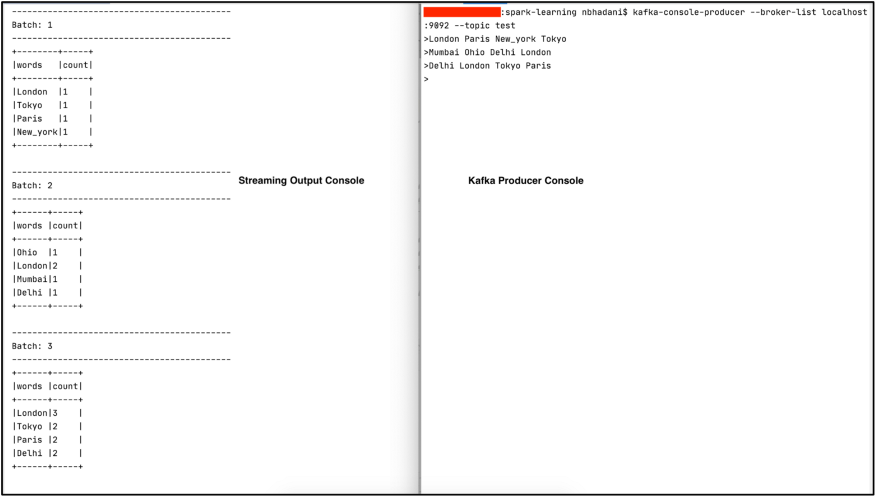 -----------------------------------------
Batch: 1
-----------------------------------------
+--------+-----+
|words   |count|
+--------+-----+
|London  |1    |
|Tokyo   |1    |
|Paris   |1    |
|New_york|1    |
+--------+-----+
-----------------------------------------
Batch: 2
-----------------------------------------
+------+-----+
|words |count|
+------+-----+
|Ohio  |1    |
|London|2    |
|Mumbai|1    |
|Delhi |1    |
+------+-----+
-----------------------------------------
Batch: 3
-----------------------------------------
+------+-----+
|words |count|
+------+-----+
|London|3    |
|Tokyo |2    |
|Paris |2    |
|Delhi |2    |
+------+-----+
Streaming Output Console
:spark-learning nbhadani$ kafka-console-producer --broker-list localhost
:9092 --topic test
>London Paris New_york Tokyo
>Mumbai Ohio Delhi London
>Delhi London Tokyo Paris
>
Kafka Producer Console